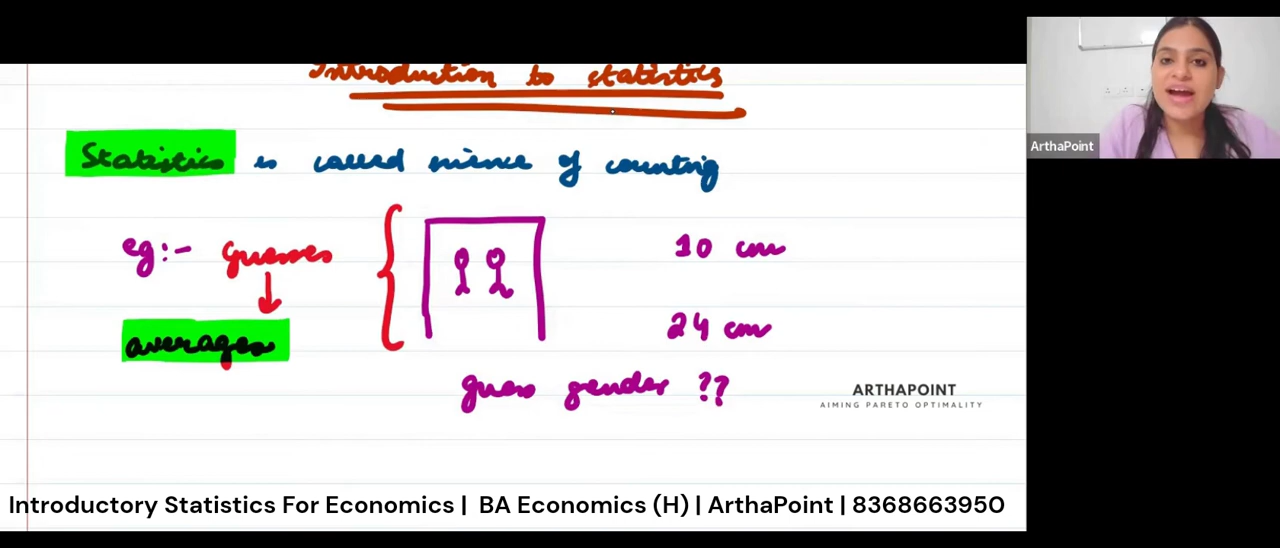 Introduction to statistics
Statistics is called science of counting
eg:- guesses
10 cm
averages
24 cm
guess gender ??
ARTHAPOINT
AIMING PARETO OPTIMALITY
ArthaPoint
Introductory Statistics For Economics | BA Economics (H) | ArthaPoint | 8368663950